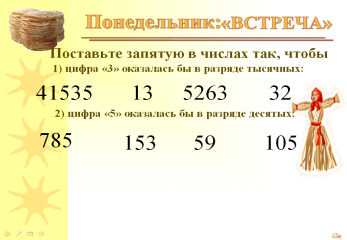 Понедельник:«ВСТРЕЧА»
Поставьте запятую в числах так, чтобы
1) цифра «3» оказалась бы в разряде тысячных:
41535 13 5263 32
2) цифра «5» оказалась бы в разряде десятых:
785 153 59 105